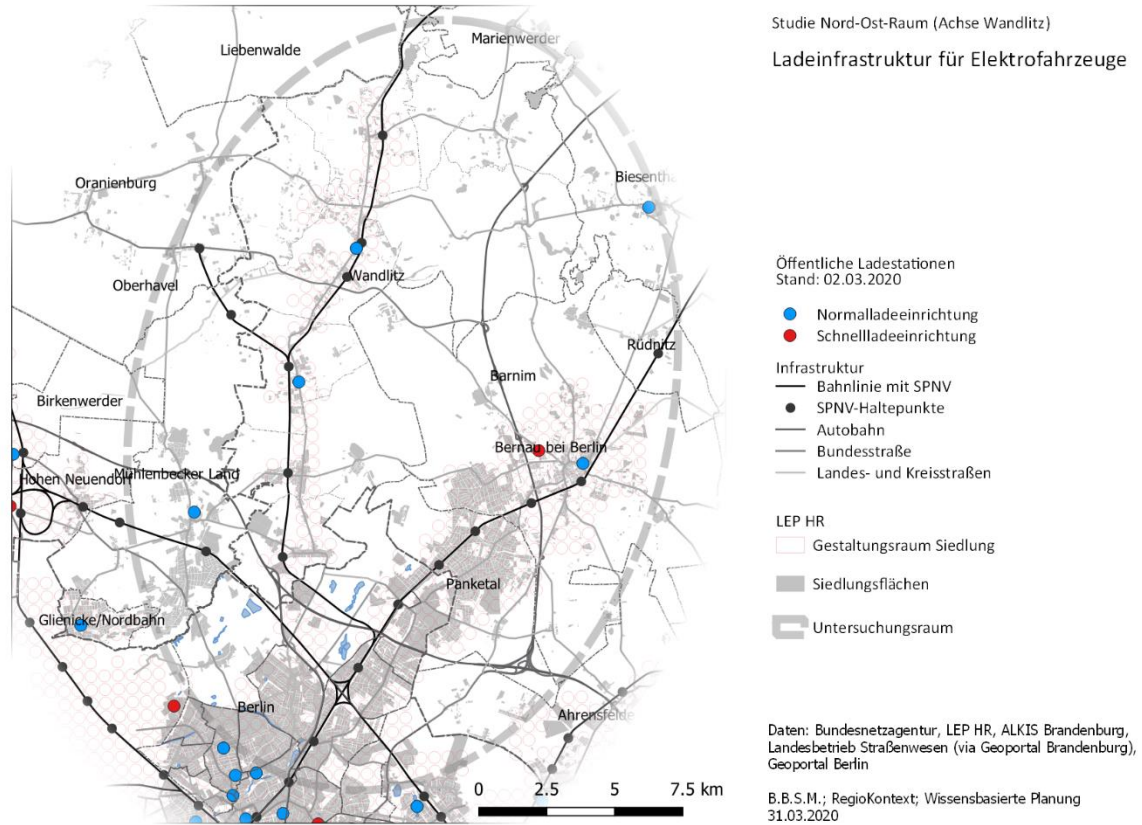 Studie Nord-Ost-Raum (Achse Wandlitz)
Ladeinfrastruktur für Elektrofahrzeuge
Marienwerder
Liebenwalde
Oranienburg
Biesentha
Oberhavel
Wandlitz
Rüdnitz
Barnim
Birkenwerder
Bernau bei Berlin
Hohen Neuendorf
Mühlenbecker Land
Panketal
Glienicke/Nordbahn
Berlin
Ahrensfelde
0 2.5 5 7.5 km
Öffentliche Ladestationen
Stand: 02.03.2020
Normalladeeinrichtung
Schnellladeeinrichtung
Infrastruktur
Bahnlinie mit SPNV
SPNV-Haltepunkte
Autobahn
Bundesstraße
Landes- und Kreisstraßen
LEP HR
Gestaltungsraum Siedlung
Siedlungsflächen
Untersuchungsraum
Daten: Bundesnetzagentur, LEP HR, ALKIS Brandenburg,
Landesbetrieb Straßenwesen (via Geoportal Brandenburg),
Geoportal Berlin
B.B.S.M.; RegioKontext; Wissensbasierte Planung
31.03.2020